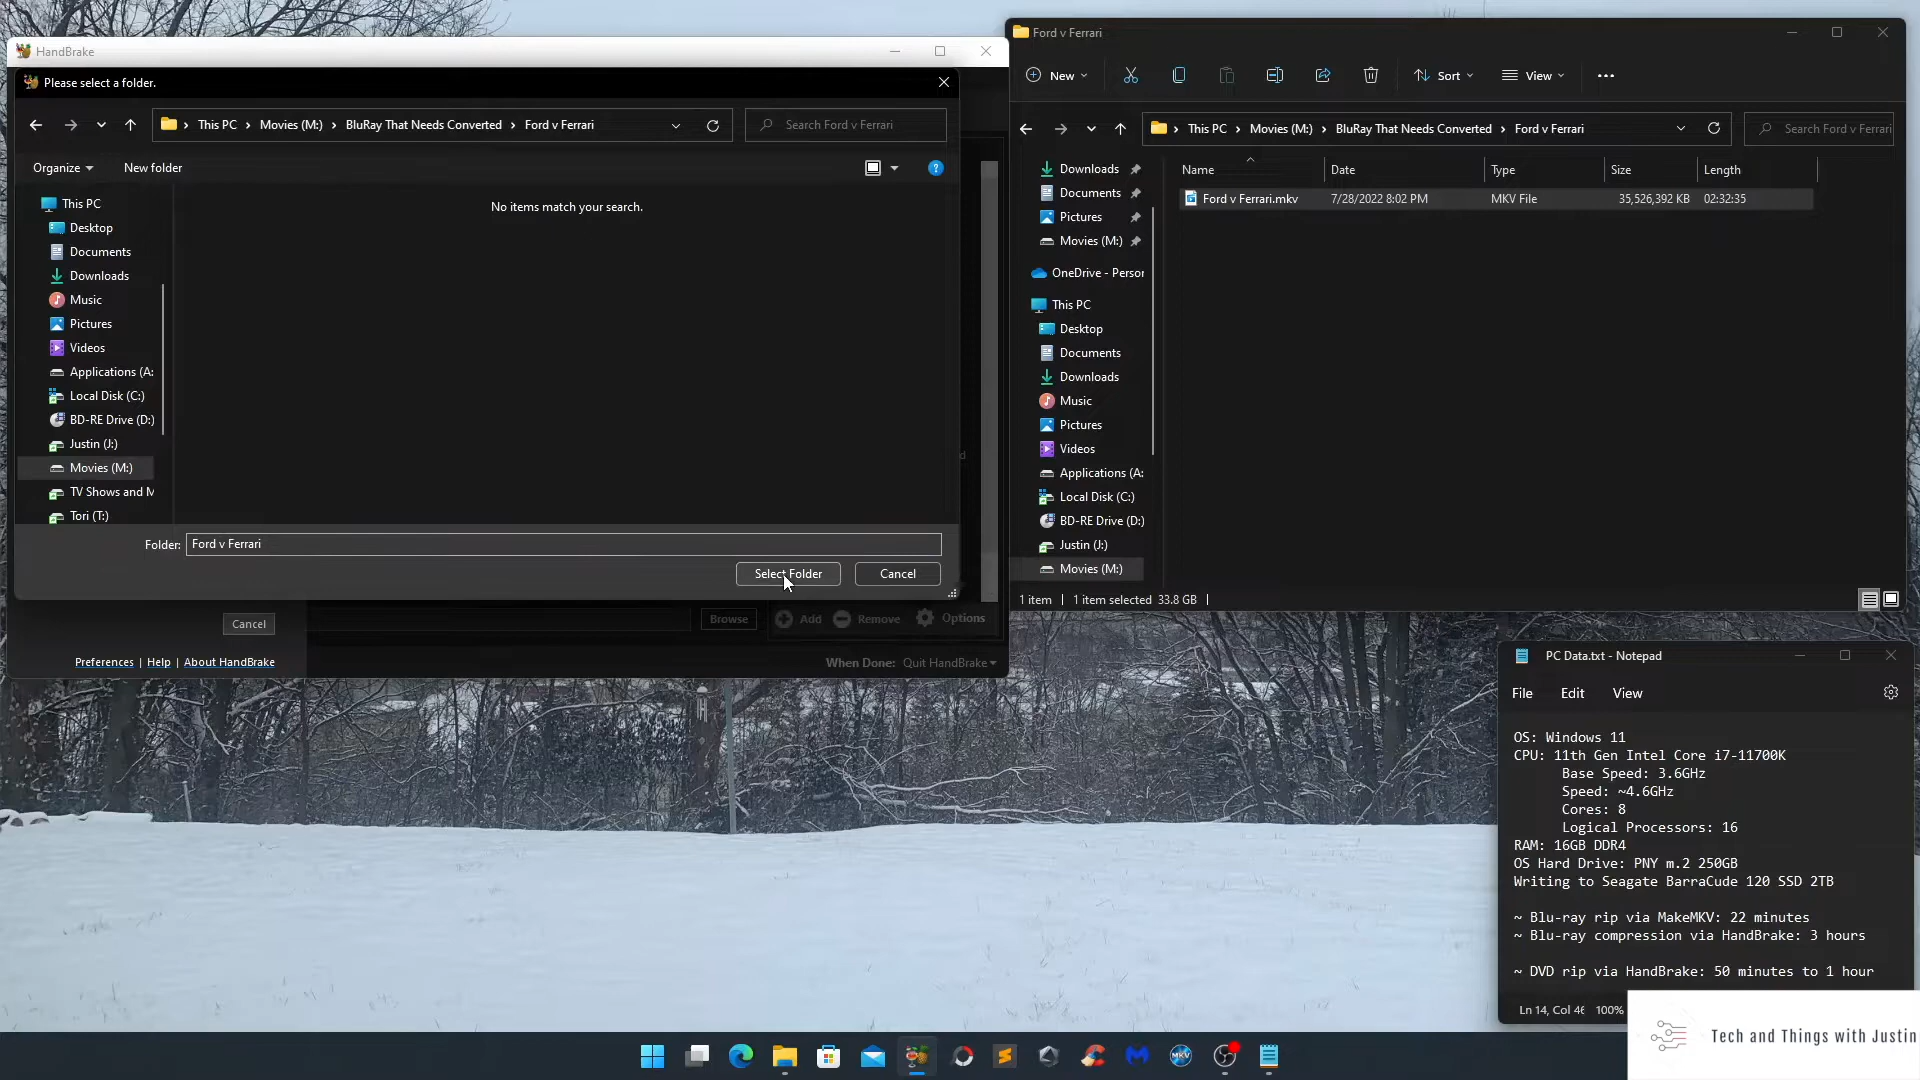 HandBrake
Please select a folder.
This PC > Movies (M:) > BluRay That Needs Converted > Ford v Ferrari
Search Ford v Ferrari
Organize
New folder
This PC
Desktop
Documents
Downloads
Music
Pictures
Videos
Applications (A:
Local Disk (C:)
BD-RE Drive (D:)
Justin (J:)
Movies (M:)
TV Shows and M
Tori (T:)
No items match your search.
Folder: Ford v Ferrari
Select Folder
Cancel
Cancel
Browse
Add
Remove
Options
Preferences | Help | About HandBrake
When Done: Quit HandBrake
Ford v Ferrari
New
Sort
View
This PC > Movies (M:) > BluRay That Needs Converted > Ford v Ferrari
Search Ford v Ferrari
Downloads
Documents
Pictures
Movies (M:)
OneDrive - Person
This PC
Desktop
Documents
Downloads
Music
Pictures
Videos
Applications (A:
Local Disk (C:)
BD-RE Drive (D:)
Justin (J:)
Movies (M:)
Name Date Type Size Length
Ford v Ferrari.mkv 7/28/2022 8:02 PM MKV File 35,526,392 KB 02:32:35
1 item | 1 item selected 33.8 GB |
PC Data.txt - Notepad
File Edit View
OS: Windows 11
CPU: 11th Gen Intel Core i7-11700K
Base Speed: 3.6GHz
Speed: ~4.6GHz
Cores: 8
Logical Processors: 16
RAM: 16GB DDR4
OS Hard Drive: PNY m.2 250GB
Writing to Seagate BarraCude 120 SSD 2TB
~ Blu-ray rip via MakeMKV: 22 minutes
~ Blu-ray compression via HandBrake: 3 hours
~ DVD rip via HandBrake: 50 minutes to 1 hour
Ln 14, Col 46 100%
MKV
Tech and Things with Justin